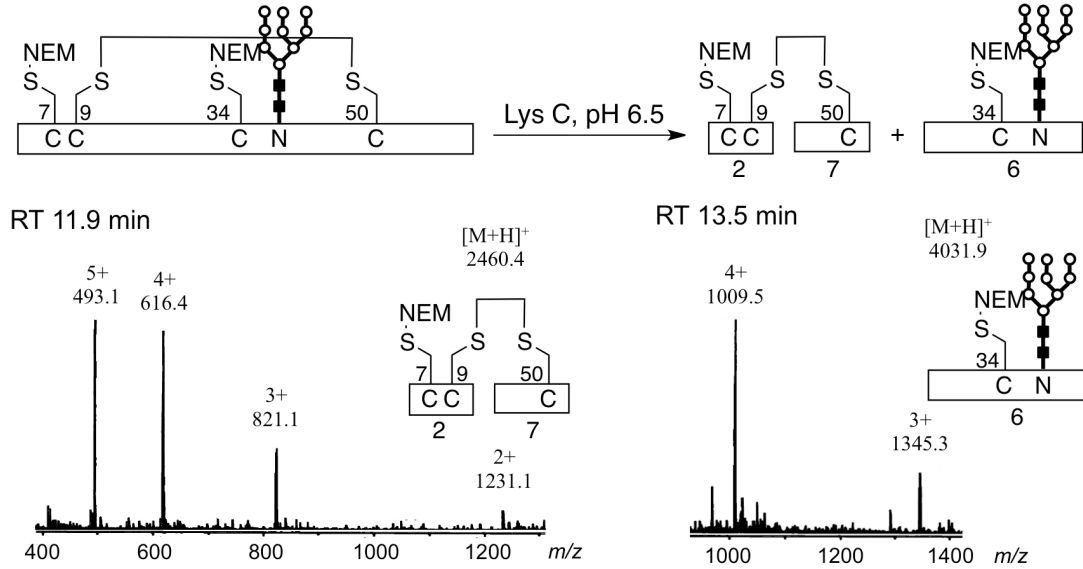 NEM NEM
S S S S
7 9 34 50
C C C N C
Lys C, pH 6.5
NEM
S S S
7 9 50
C C C
2 7
+
NEM
S
34
C N
6
RT 11.9 min
[M+H]+
2460.4
5+
493.1
4+
616.4
3+
821.1
2+
1231.1
NEM
S S S
7 9 50
C C C
2 7
400 600 800 1000 1200 m/z
RT 13.5 min
[M+H]+
4031.9
4+
1009.5
3+
1345.3
NEM
S
34
C N
6
1000 1200 1400 m/z